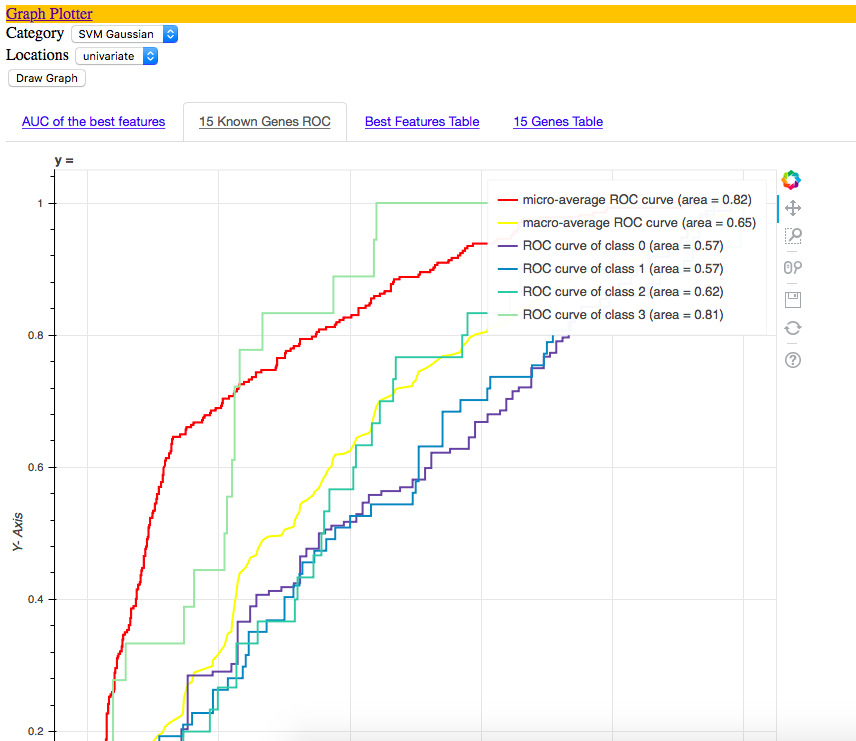 Graph Plotter
Category SVM Gaussian
Locations univariate
Draw Graph
AUC of the best features 15 Known Genes ROC Best Features Table 15 Genes Table
y =
micro-average ROC curve (area = 0.82)
macro-average ROC curve (area = 0.65)
ROC curve of class 0 (area = 0.57)
ROC curve of class 1 (area = 0.57)
ROC curve of class 2 (area = 0.62)
ROC curve of class 3 (area = 0.81)
1
0.8
0.6
0.4
0.2
Y- Axis